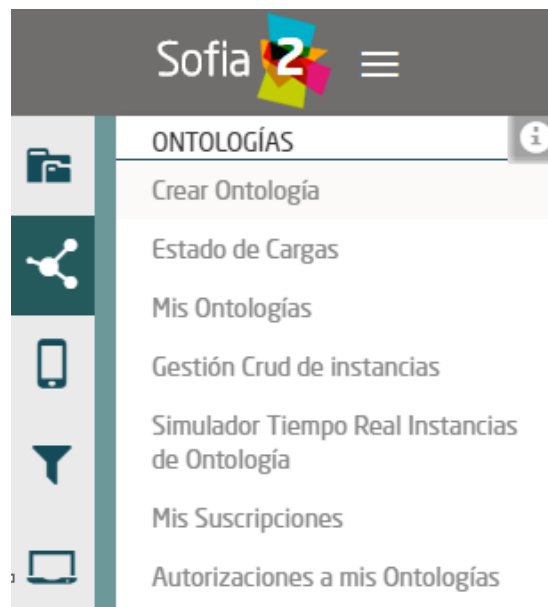 Sofia 2
ONTOLOGÍAS
Crear Ontología
Estado de Cargas
Mis Ontologías
Gestión Crud de instancias
Simulador Tiempo Real Instancias
de Ontología
Mis Suscripciones
Autorizaciones a mis Ontologías